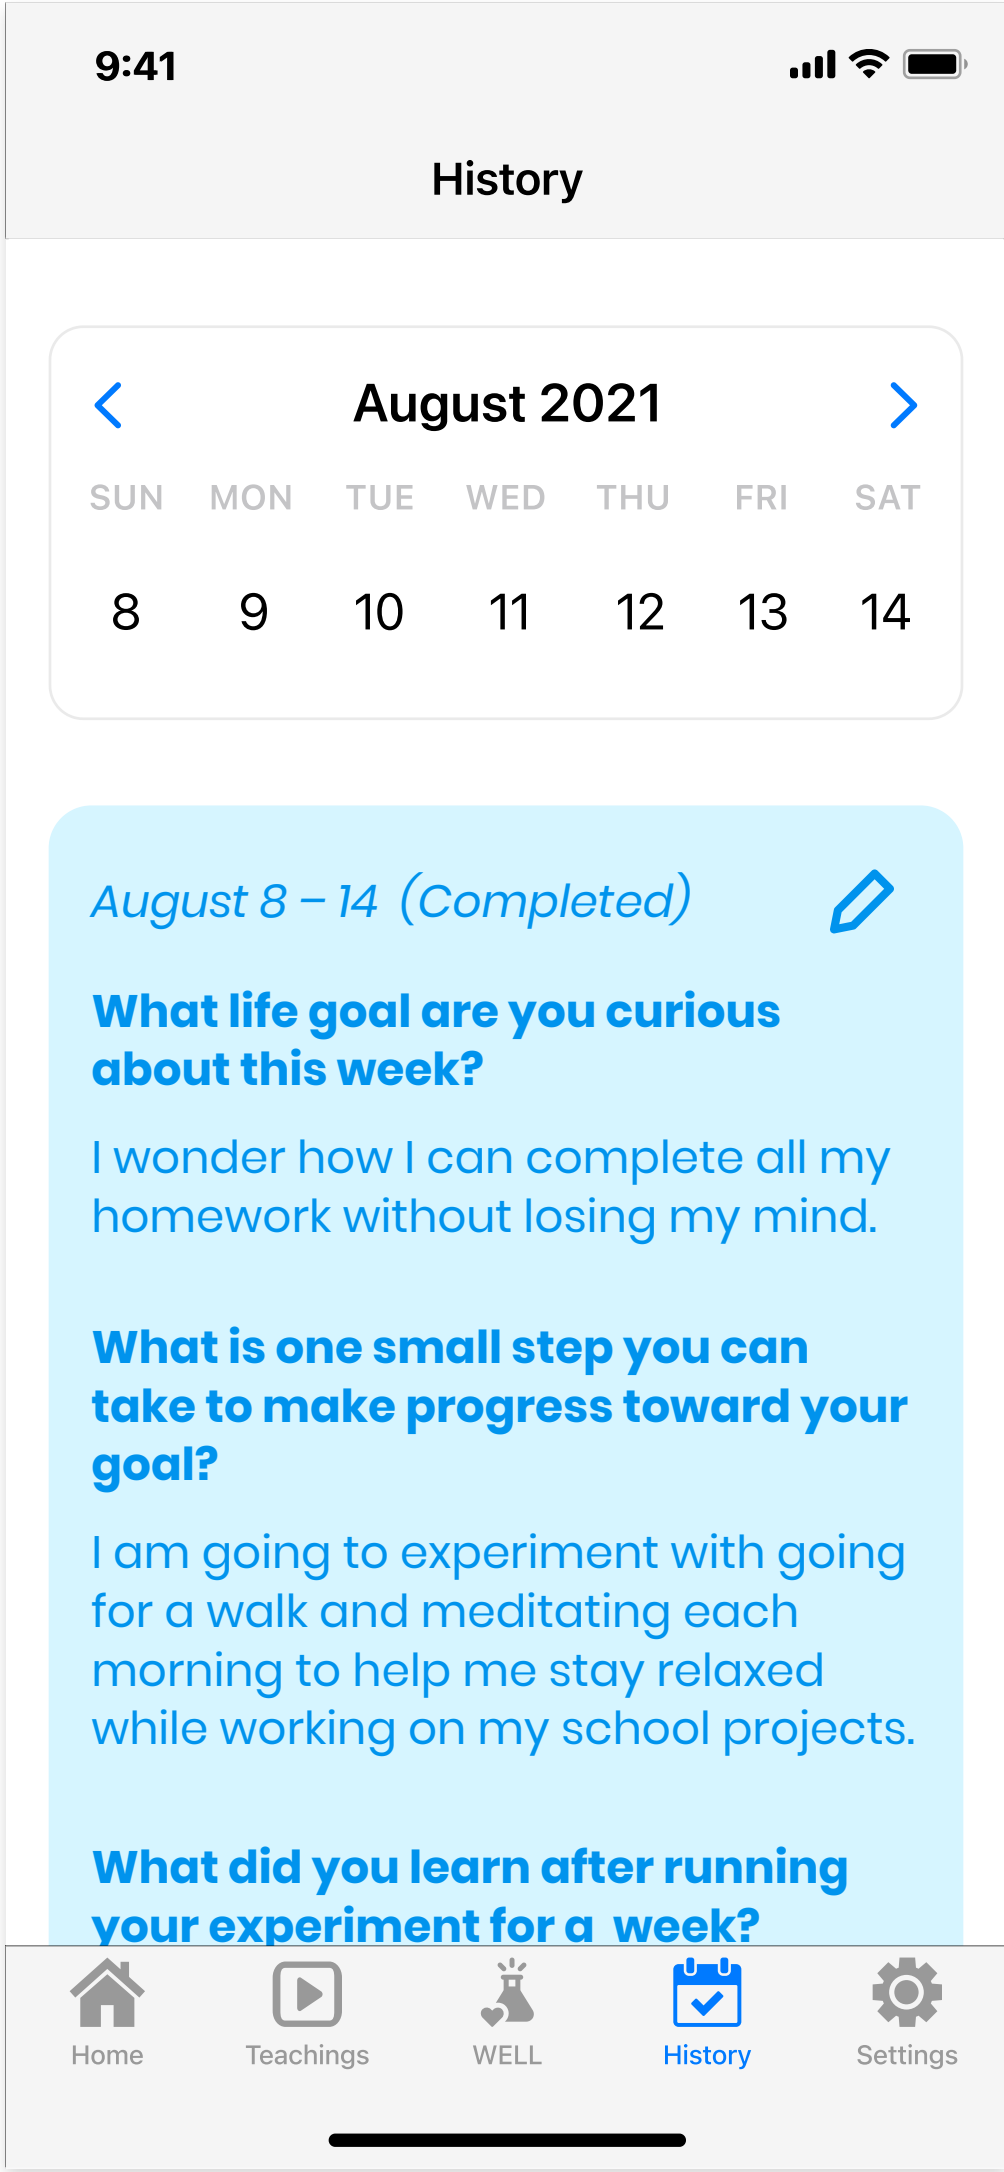 9:41
History
August 2021
SUN MON TUE WED THU FRI SAT
8 9 10 11 12 13 14
August 8 – 14 (Completed)
What life goal are you curious
about this week?
I wonder how I can complete all my
homework without losing my mind.
What is one small step you can
take to make progress toward your
goal?
I am going to experiment with going
for a walk and meditating each
morning to help me stay relaxed
while working on my school projects.
What did you learn after running
your experiment for a  week?
Home Teachings WELL History Settings